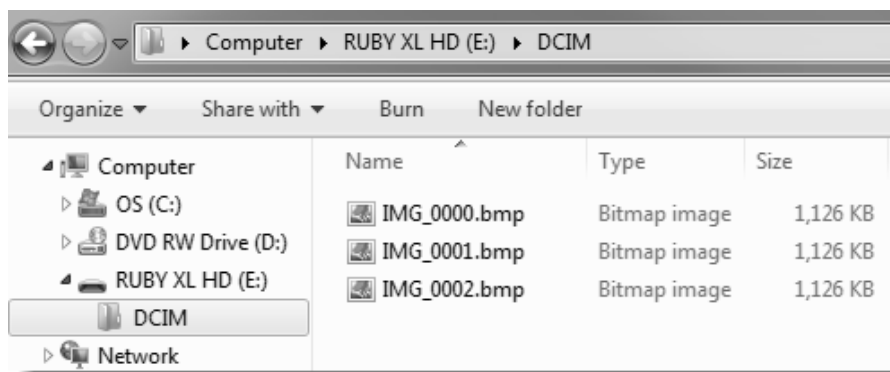 Computer RUBY XL HD (E:) DCIM
Organize Share with Burn New folder
Computer
OS (C:)
DVD RW Drive (D:)
RUBY XL HD (E:)
DCIM
Network
Name Type Size
IMG_0000.bmp Bitmap image 1,126 KB
IMG_0001.bmp Bitmap image 1,126 KB
IMG_0002.bmp Bitmap image 1,126 KB